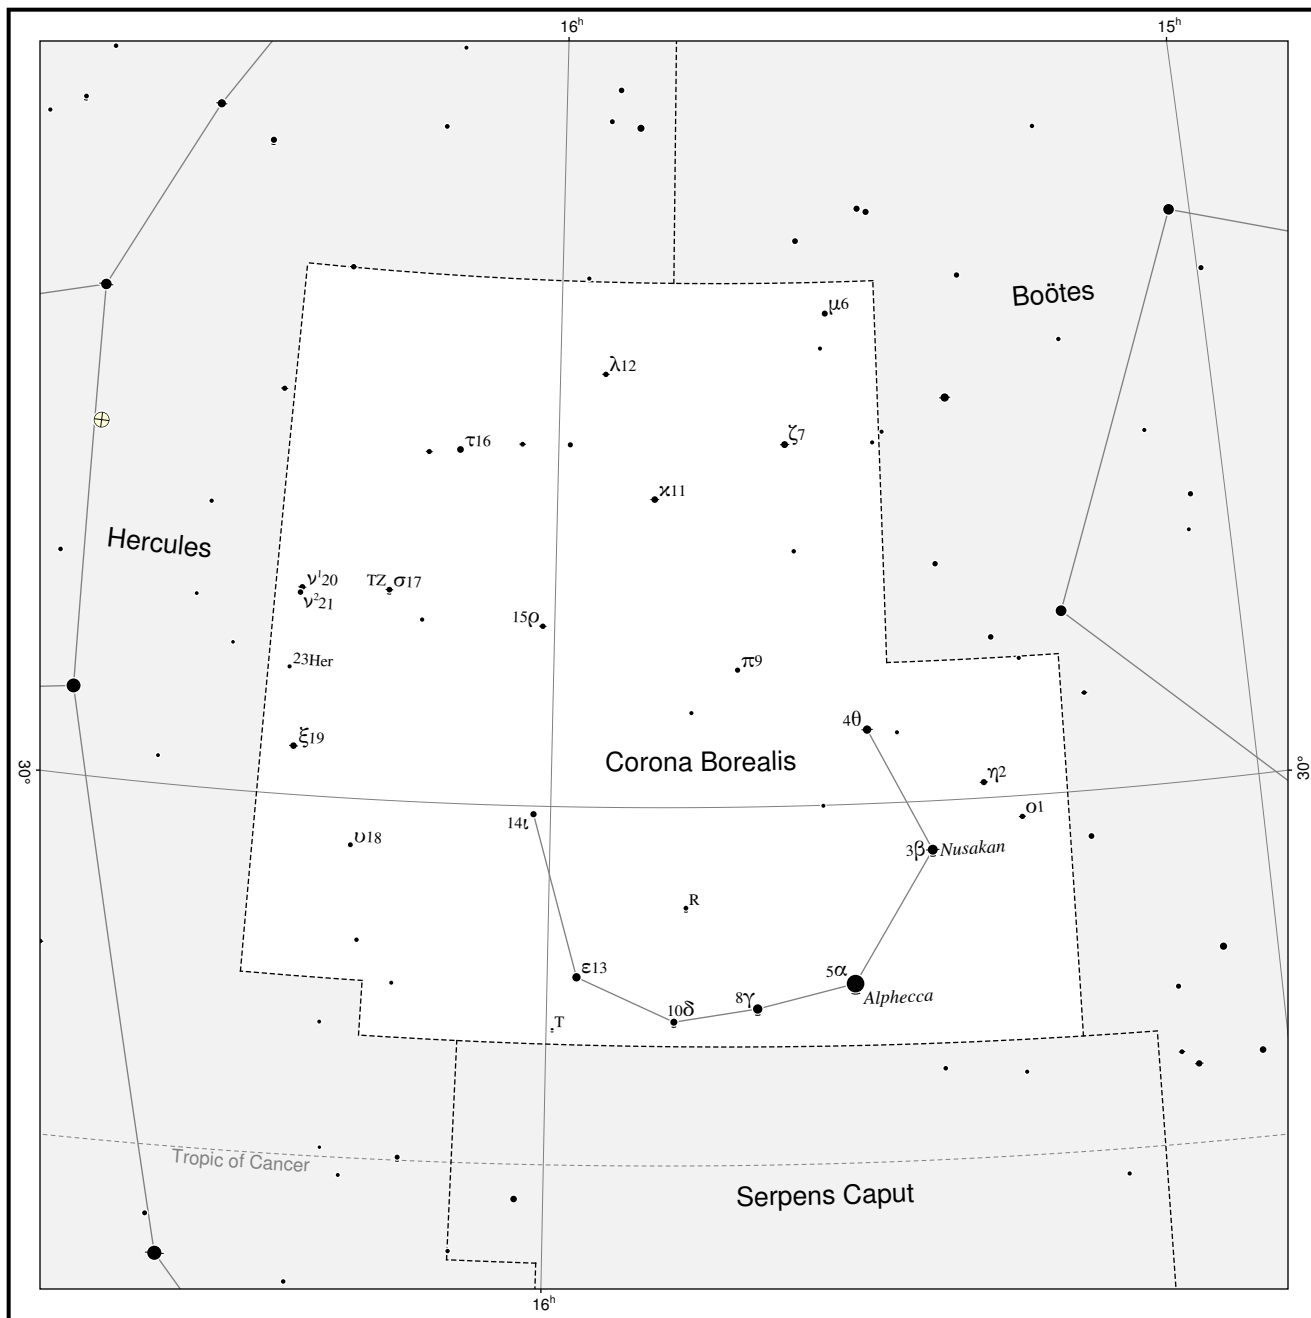 16h
15h
Boötes
μ6
λ12
τ16
ζ7
ϰ11
Hercules
ν¹20
TZ σ17
ν²21
15ρ
23Her
π9
4θ
ξ19
Corona Borealis
30°
30°
η2
ο1
14ι
υ18
3β Nusakan
R
ε13
5α
Alphecca
8γ
10δ
T
Tropic of Cancer
Serpens Caput
16h